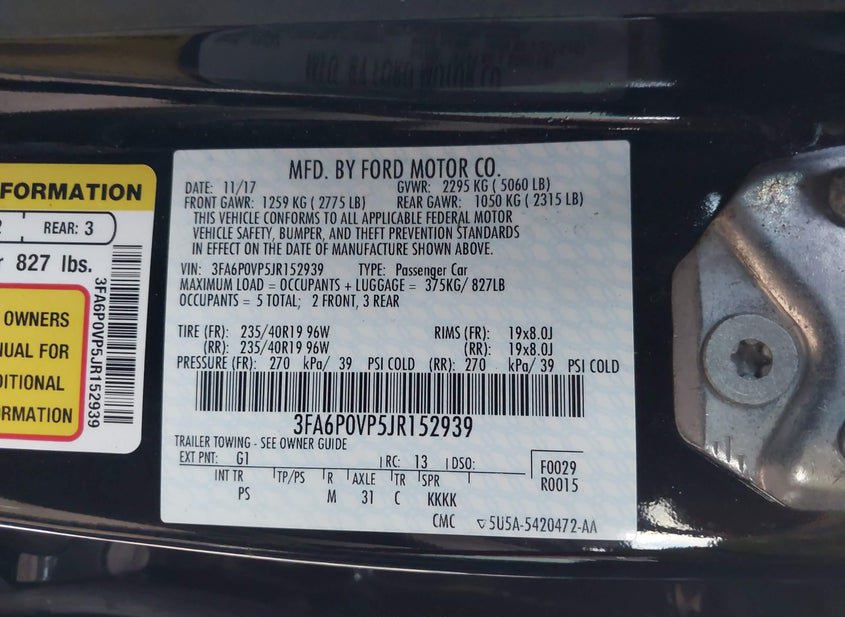 MFD. BY FORD MOTOR CO.
DATE: 11/17 GVWR: 2295 KG ( 5060 LB)
FRONT GAWR: 1259 KG ( 2775 LB) REAR GAWR: 1050 KG ( 2315 LB)
THIS VEHICLE CONFORMS TO ALL APPLICABLE FEDERAL MOTOR
VEHICLE SAFETY, BUMPER, AND THEFT PREVENTION STANDARDS
IN EFFECT ON THE DATE OF MANUFACTURE SHOWN ABOVE.
VIN: 3FA6P0VP5JR152939 TYPE: Passenger Car
MAXIMUM LOAD = OCCUPANTS + LUGGAGE = 375KG/ 827LB
OCCUPANTS = 5 TOTAL; 2 FRONT, 3 REAR
TIRE (FR): 235/40R19 96W RIMS (FR): 19x8.0J
(RR): 235/40R19 96W (RR): 19x8.0J
PRESSURE (FR): 270 kPa/ 39 PSI COLD (RR): 270 kPa/ 39 PSI COLD
3FA6P0VP5JR152939
TRAILER TOWING - SEE OWNER GUIDE
EXT PNT: G1 RC: 13 DSO:
F0029
R0015
INT TR TP/PS R AXLE TR SPR
PS M 31 C KKKK
CMC 5U5A-5420472-AA
FORMATION
2 REAR: 3
r 827 lbs.
OWNERS
NUAL FOR
DITIONAL
ORMATION
3FA6P0VP5JR152939